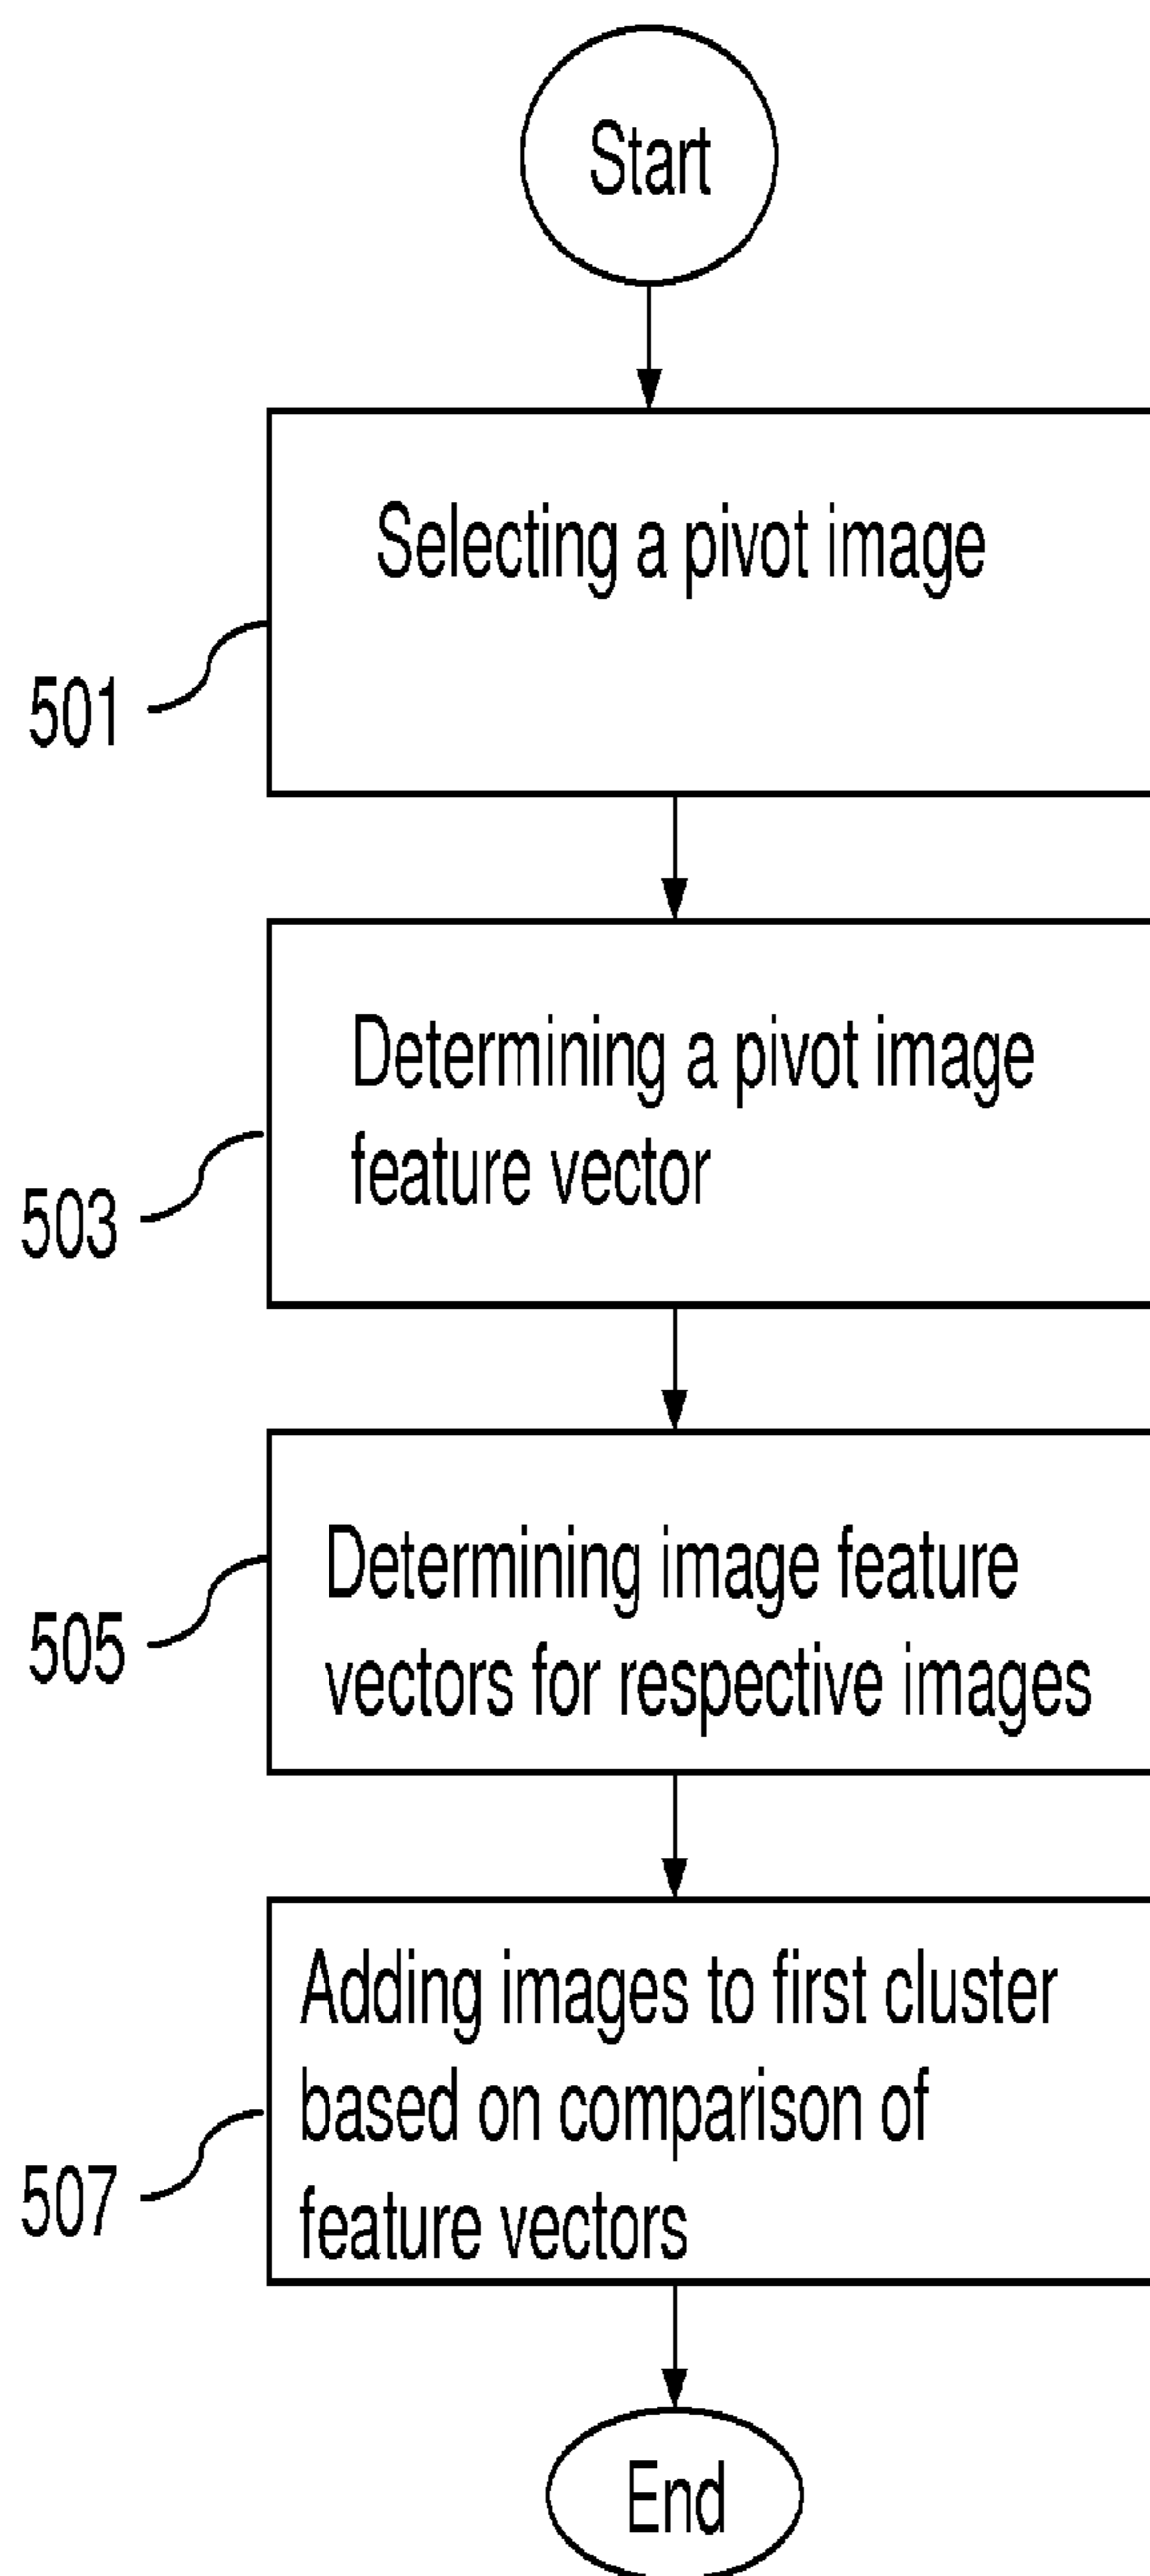 Start
Selecting a pivot image
501
Determining a pivot image
feature vector
503
Determining image feature
vectors for respective images
505
Adding images to first cluster
based on comparison of
feature vectors
507
End